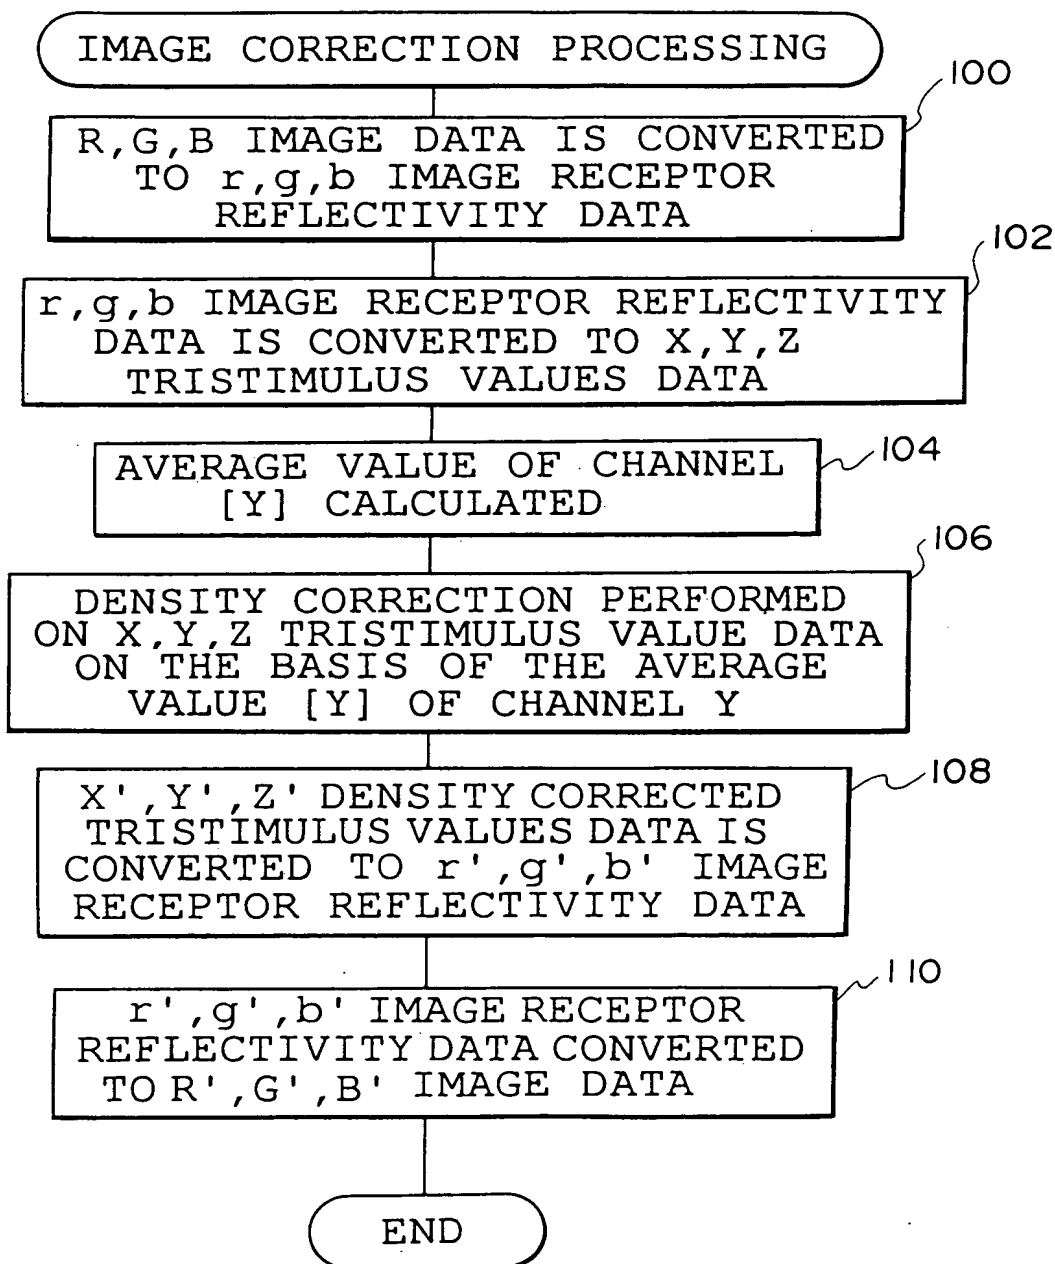 IMAGE CORRECTION PROCESSING
100
R,G,B IMAGE DATA IS CONVERTED
TO r,g,b IMAGE RECEPTOR
REFLECTIVITY DATA
102
r,g,b IMAGE RECEPTOR REFLECTIVITY
DATA IS CONVERTED TO X,Y,Z
TRISTIMULUS VALUES DATA
104
AVERAGE VALUE OF CHANNEL
[Y] CALCULATED
106
DENSITY CORRECTION PERFORMED
ON X,Y,Z TRISTIMULUS VALUE DATA
ON THE BASIS OF THE AVERAGE
VALUE [Y] OF CHANNEL Y
108
X',Y',Z' DENSITY CORRECTED
TRISTIMULUS VALUES DATA IS
CONVERTED TO r',g',b' IMAGE
RECEPTOR REFLECTIVITY DATA
110
r',g',b' IMAGE RECEPTOR
REFLECTIVITY DATA CONVERTED
TO R',G',B' IMAGE DATA
END